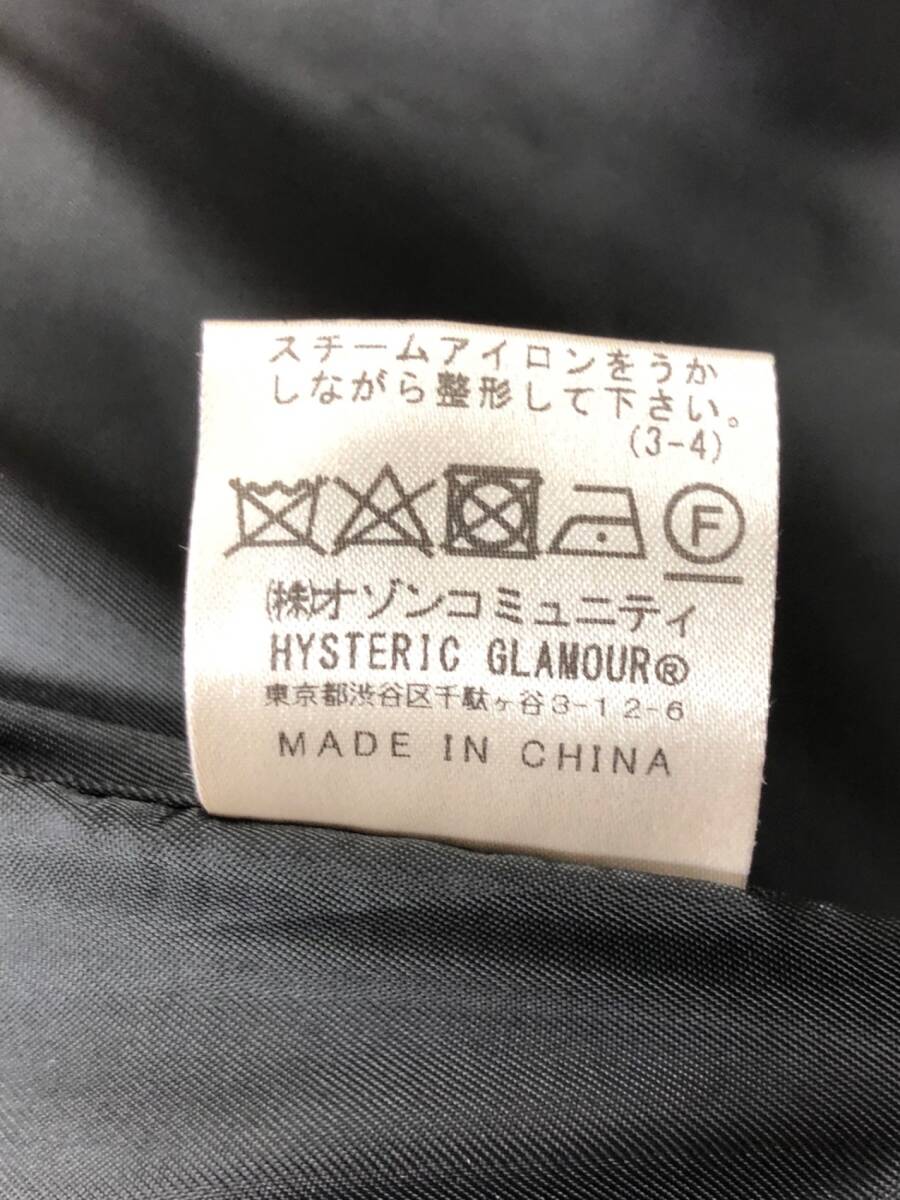 スチームアイロンをうか
しながら整形して下さい。
(3-4)
F
(株)オゾンコミュニティ
HYSTERIC GLAMOUR®
東京都渋谷区千駄ヶ谷3-12-6
MADE IN CHINA